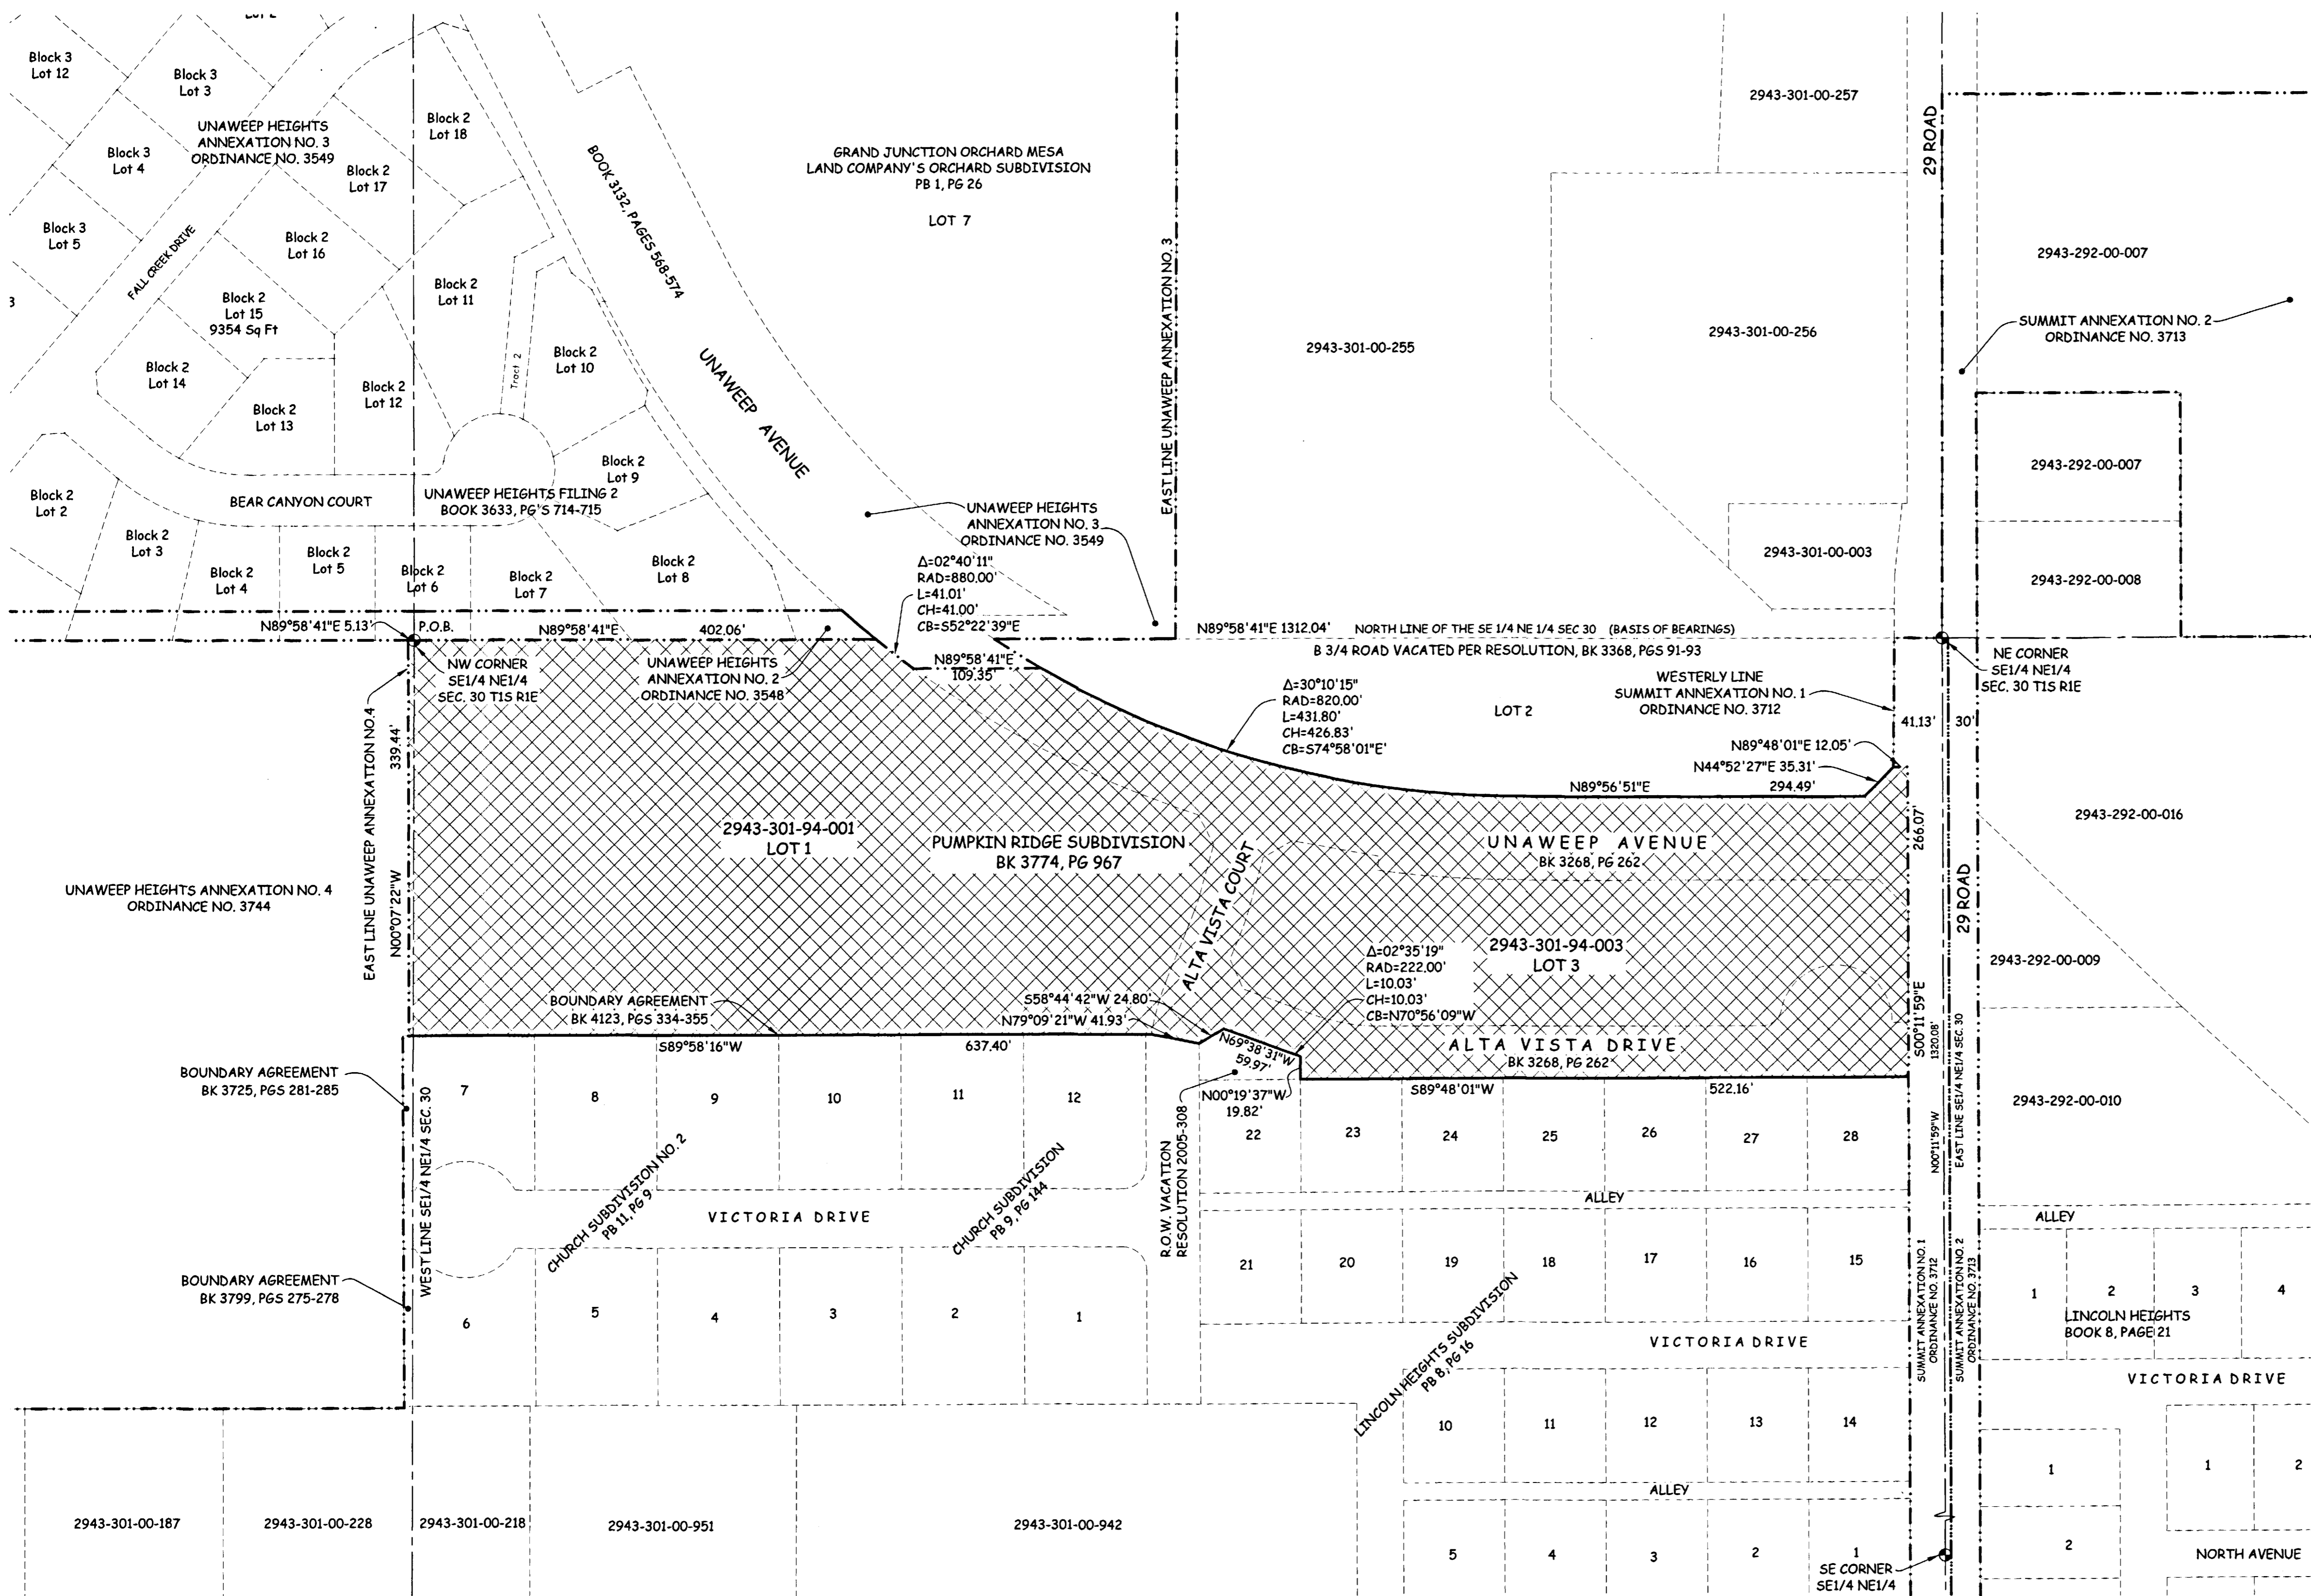 Block 3
Lot 12
Block 3
Lot 3
UNAWEEP HEIGHTS
ANNEXATION NO. 3
ORDINANCE NO. 3549
Block 3
Lot 4
Block 2
Lot 17
Block 2
Lot 18
Block 3
Lot 5
FALL CREEK DRIVE
Block 2
Lot 16
Block 2
Lot 15
9354 Sq Ft
Block 2
Lot 11
Block 2
Lot 14
Block 2
Lot 13
Block 2
Lot 12
Tract 2
Block 2
Lot 10
Block 2
Lot 9
Block 2
Lot 2
BEAR CANYON COURT
UNAWEEP HEIGHTS FILING 2
BOOK 3633, PG'S 714-715
Block 2
Lot 3
Block 2
Lot 4
Block 2
Lot 5
Block 2
Lot 6
Block 2
Lot 7
Block 2
Lot 8
BOOK 3132, PAGES 568-574
UNAWEEP AVENUE
GRAND JUNCTION ORCHARD MESA
LAND COMPANY'S ORCHARD SUBDIVISION
PB 1, PG 26
LOT 7
EAST LINE UNAWEEP ANNEXATION NO. 3
UNAWEEP HEIGHTS
ANNEXATION NO. 3
ORDINANCE NO. 3549
Δ=02°40'11"
RAD=880.00'
L=41.01'
CH=41.00'
CB=S52°22'39"E
2943-301-00-257
2943-301-00-255
2943-301-00-256
2943-301-00-003
29 ROAD
2943-292-00-007
SUMMIT ANNEXATION NO. 2
ORDINANCE NO. 3713
2943-292-00-007
2943-292-00-008
N89°58'41"E 5.13'
P.O.B.
N89°58'41"E 402.06'
N89°58'41"E 1312.04' NORTH LINE OF THE SE 1/4 NE 1/4 SEC 30 (BASIS OF BEARINGS)
B 3/4 ROAD VACATED PER RESOLUTION, BK 3368, PGS 91-93
NW CORNER
SE1/4 NE1/4
SEC. 30 T1S R1E
UNAWEEP HEIGHTS
ANNEXATION NO. 2
ORDINANCE NO. 3548
N89°58'41"E
109.35'
Δ=30°10'15"
RAD=820.00'
L=431.80'
CH=426.83'
CB=S74°58'01"E'
LOT 2
WESTERLY LINE
SUMMIT ANNEXATION NO. 1
ORDINANCE NO. 3712
NE CORNER
SE1/4 NE1/4
SEC. 30 T1S R1E
41.13'
30'
N89°48'01"E 12.05'
N44°52'27"E 35.31'
N89°56'51"E 294.49'
EAST LINE UNAWEEP ANNEXATION NO.4
N00°07'22"W 339.44'
2943-301-94-001
LOT 1
PUMPKIN RIDGE SUBDIVISION
BK 3774, PG 967
UNAWEEP AVENUE
BK 3268, PG 262
266.07'
S00°11'59"E
29 ROAD
2943-292-00-016
UNAWEEP HEIGHTS ANNEXATION NO. 4
ORDINANCE NO. 3744
ALTA VISTA COURT
Δ=02°35'19"
RAD=222.00'
L=10.03'
CH=10.03'
CB=N70°56'09"W
2943-301-94-003
LOT 3
2943-292-00-009
BOUNDARY AGREEMENT
BK 4123, PGS 334-355
S58°44'42"W 24.80'
N79°09'21"W 41.93'
N69°38'31"W
59.97'
ALTA VISTA DRIVE
BK 3268, PG 262
1320.08'
N00°11'59"W
EAST LINE SE1/4 NE1/4 SEC. 30
S89°58'16"W 637.40'
N00°19'37"W
19.82'
S89°48'01"W 522.16'
2943-292-00-010
BOUNDARY AGREEMENT
BK 3725, PGS 281-285
WEST LINE SE1/4 NE1/4 SEC. 30
7
8
9
10
11
12
22
23
24
25
26
27
28
R.O.W. VACATION
RESOLUTION 2005-308
ALLEY
CHURCH SUBDIVISION NO. 2
PB 11, PG 9
VICTORIA DRIVE
CHURCH SUBDIVISION
PB 9, PG 144
ALLEY
21
20
19
18
17
16
15
BOUNDARY AGREEMENT
BK 3799, PGS 275-278
6
5
4
3
2
1
LINCOLN HEIGHTS SUBDIVISION
PB 8, PG 16
VICTORIA DRIVE
SUMMIT ANNEXATION NO.1
ORDINANCE NO. 3712
SUMMIT ANNEXATION NO.2
ORDINANCE NO. 3713
1
2
3
4
LINCOLN HEIGHTS
BOOK 8, PAGE 21
VICTORIA DRIVE
10
11
12
13
14
ALLEY
1
1
2
2943-301-00-187
2943-301-00-228
2943-301-00-218
2943-301-00-951
2943-301-00-942
5
4
3
2
1
2
NORTH AVENUE
SE CORNER
SE1/4 NE1/4